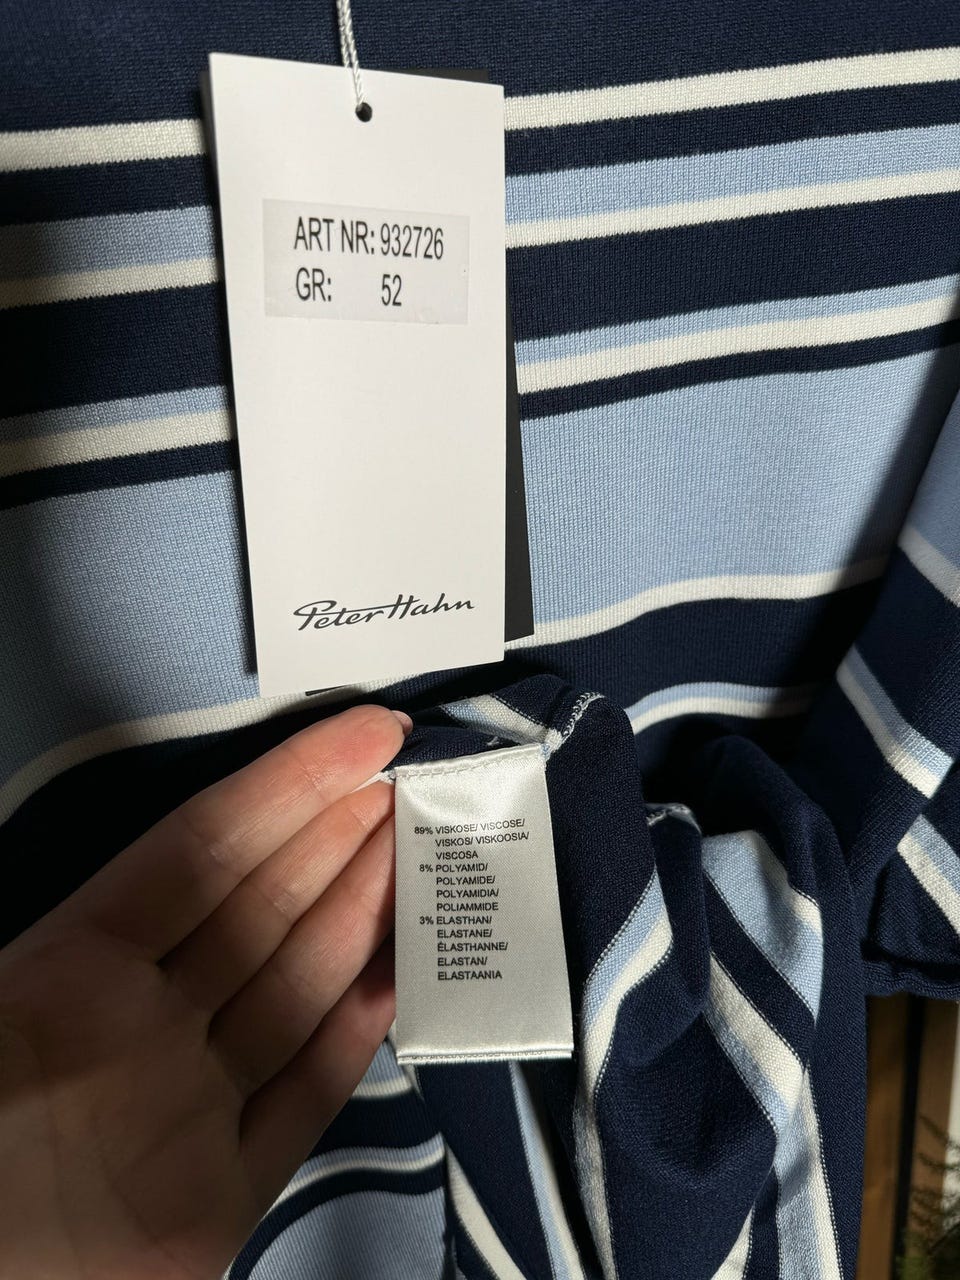 ART NR: 932726
GR: 52
Peter Hahn
89% VISKOSE/ VISCOSE/
VISKOS/ VISKOOSIA/
VISCOSA
8% POLYAMID/
POLYAMIDE/
POLYAMIDIA/
POLIAMMIDE
3% ELASTHAN/
ELASTANE/
ÉLASTHANNE/
ELASTAN/
ELASTAANIA